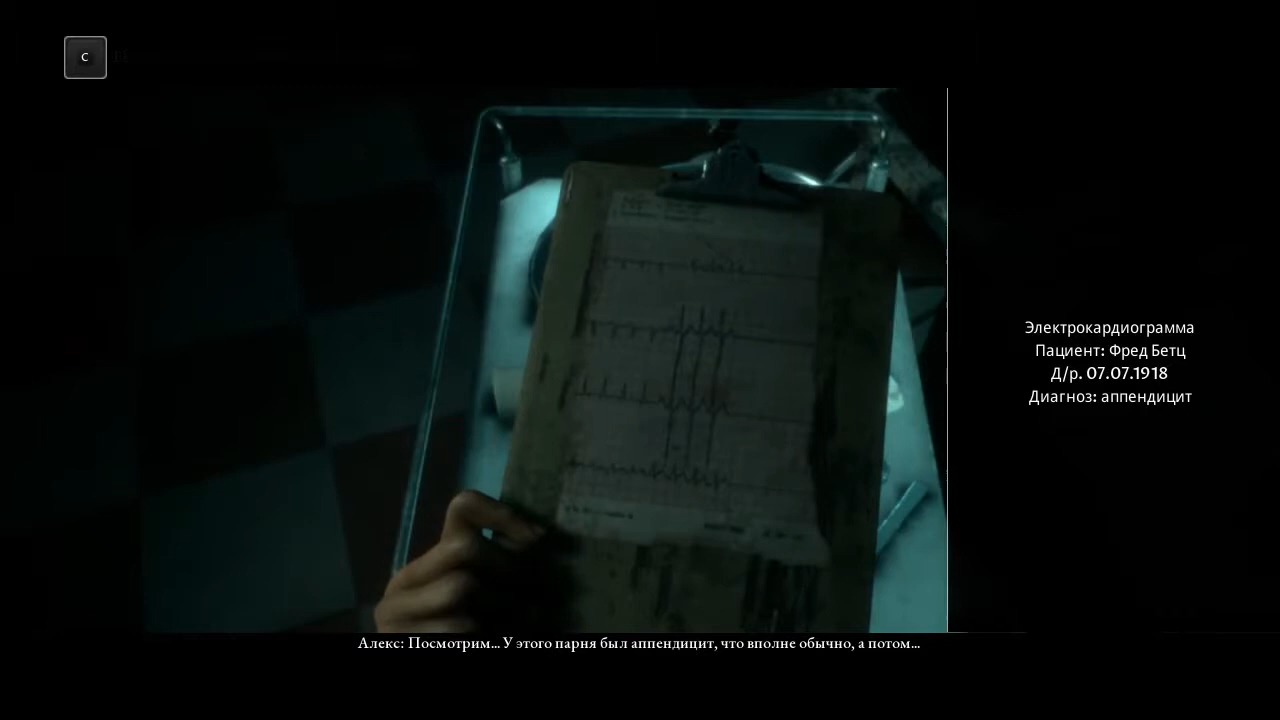 C
Электрокардиограмма
Пациент: Фред Бетц
Д/р. 07.07.1918
Диагноз: аппендицит
Алекс: Посмотрим... У этого парня был аппендицит, что вполне обычно, а потом...